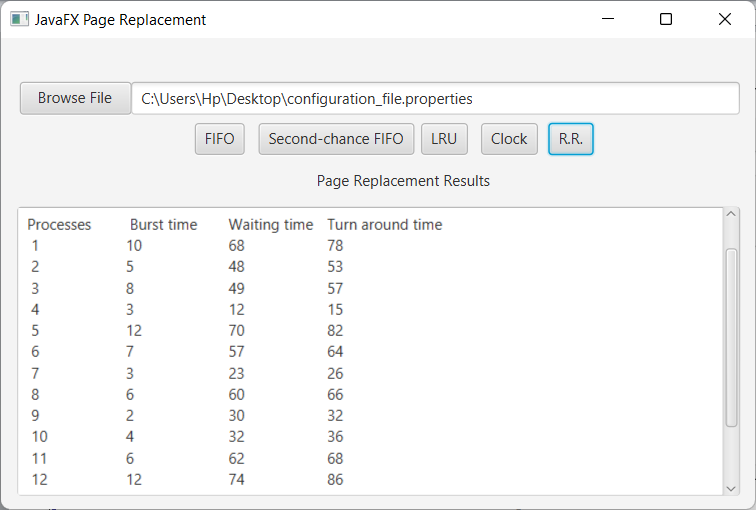 JavaFX Page Replacement
Browse File C:\Users\Hp\Desktop\configuration_file.properties
FIFO Second-chance FIFO LRU Clock R.R.
Page Replacement Results
Processes Burst time Waiting time Turn around time
1 10 68 78
2 5 48 53
3 8 49 57
4 3 12 15
5 12 70 82
6 7 57 64
7 3 23 26
8 6 60 66
9 2 30 32
10 4 32 36
11 6 62 68
12 12 74 86